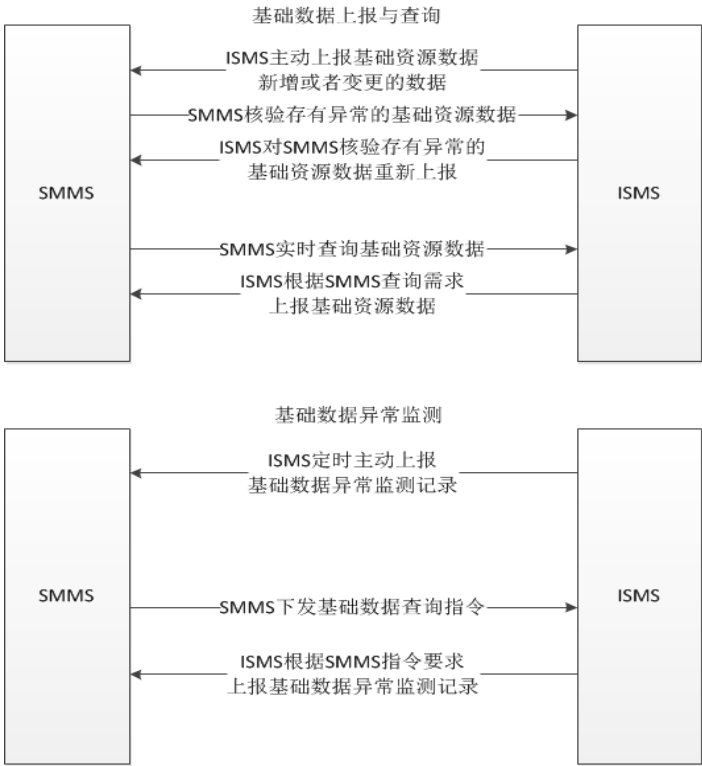 基础数据上报与查询
ISMS主动上报基础资源数据
新增或者变更的数据
SMMS核验存有异常的基础资源数据
ISMS对SMMS核验存有异常的
基础资源数据重新上报
SMMS
ISMS
SMMS实时查询基础资源数据
ISMS根据SMMS查询需求
上报基础资源数据
基础数据异常监测
ISMS定时主动上报
基础数据异常监测记录
SMMS
ISMS
SMMS下发基础数据查询指令
ISMS根据SMMS指令要求
上报基础数据异常监测记录